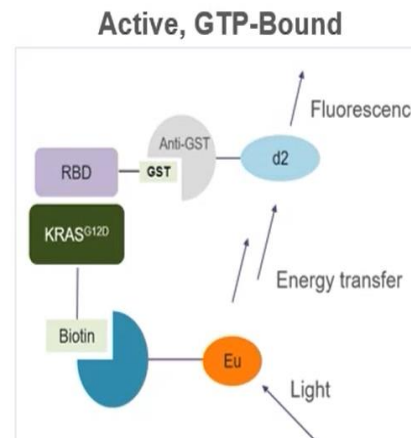 Active, GTP-Bound
Fluorescenc
Anti-GST
d2
RBD
GST
KRASG12D
Energy transfer
Biotin
Eu
Light